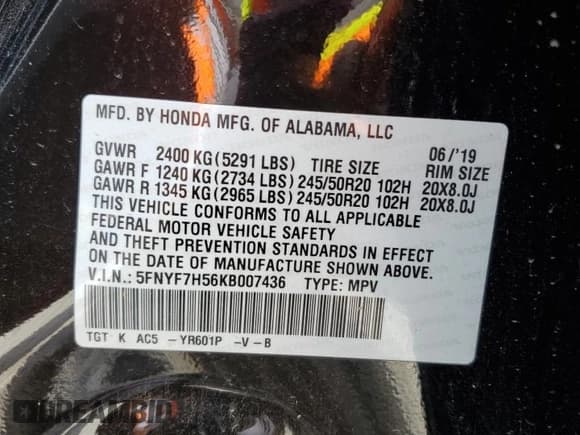 MFD. BY HONDA MFG. OF ALABAMA, LLC
06/'19
GVWR 2400 KG(5291 LBS) TIRE SIZE RIM SIZE
GAWR F 1240 KG(2734 LBS)245/50R20 102H 20X8.0J
GAWR R 1345 KG(2965 LBS)245/50R20 102H 20X8.0J
THIS VEHICLE CONFORMS TO ALL APPLICABLE
FEDERAL MOTOR VEHICLE SAFETY
AND THEFT PREVENTION STANDARDS IN EFFECT
ON THE DATE OF MANUFACTURE SHOWN ABOVE.
V.I.N.: 5FNYF7H56KB007436 TYPE: MPV
TGT K AC5 -YR601P -V-B
DREAMBID